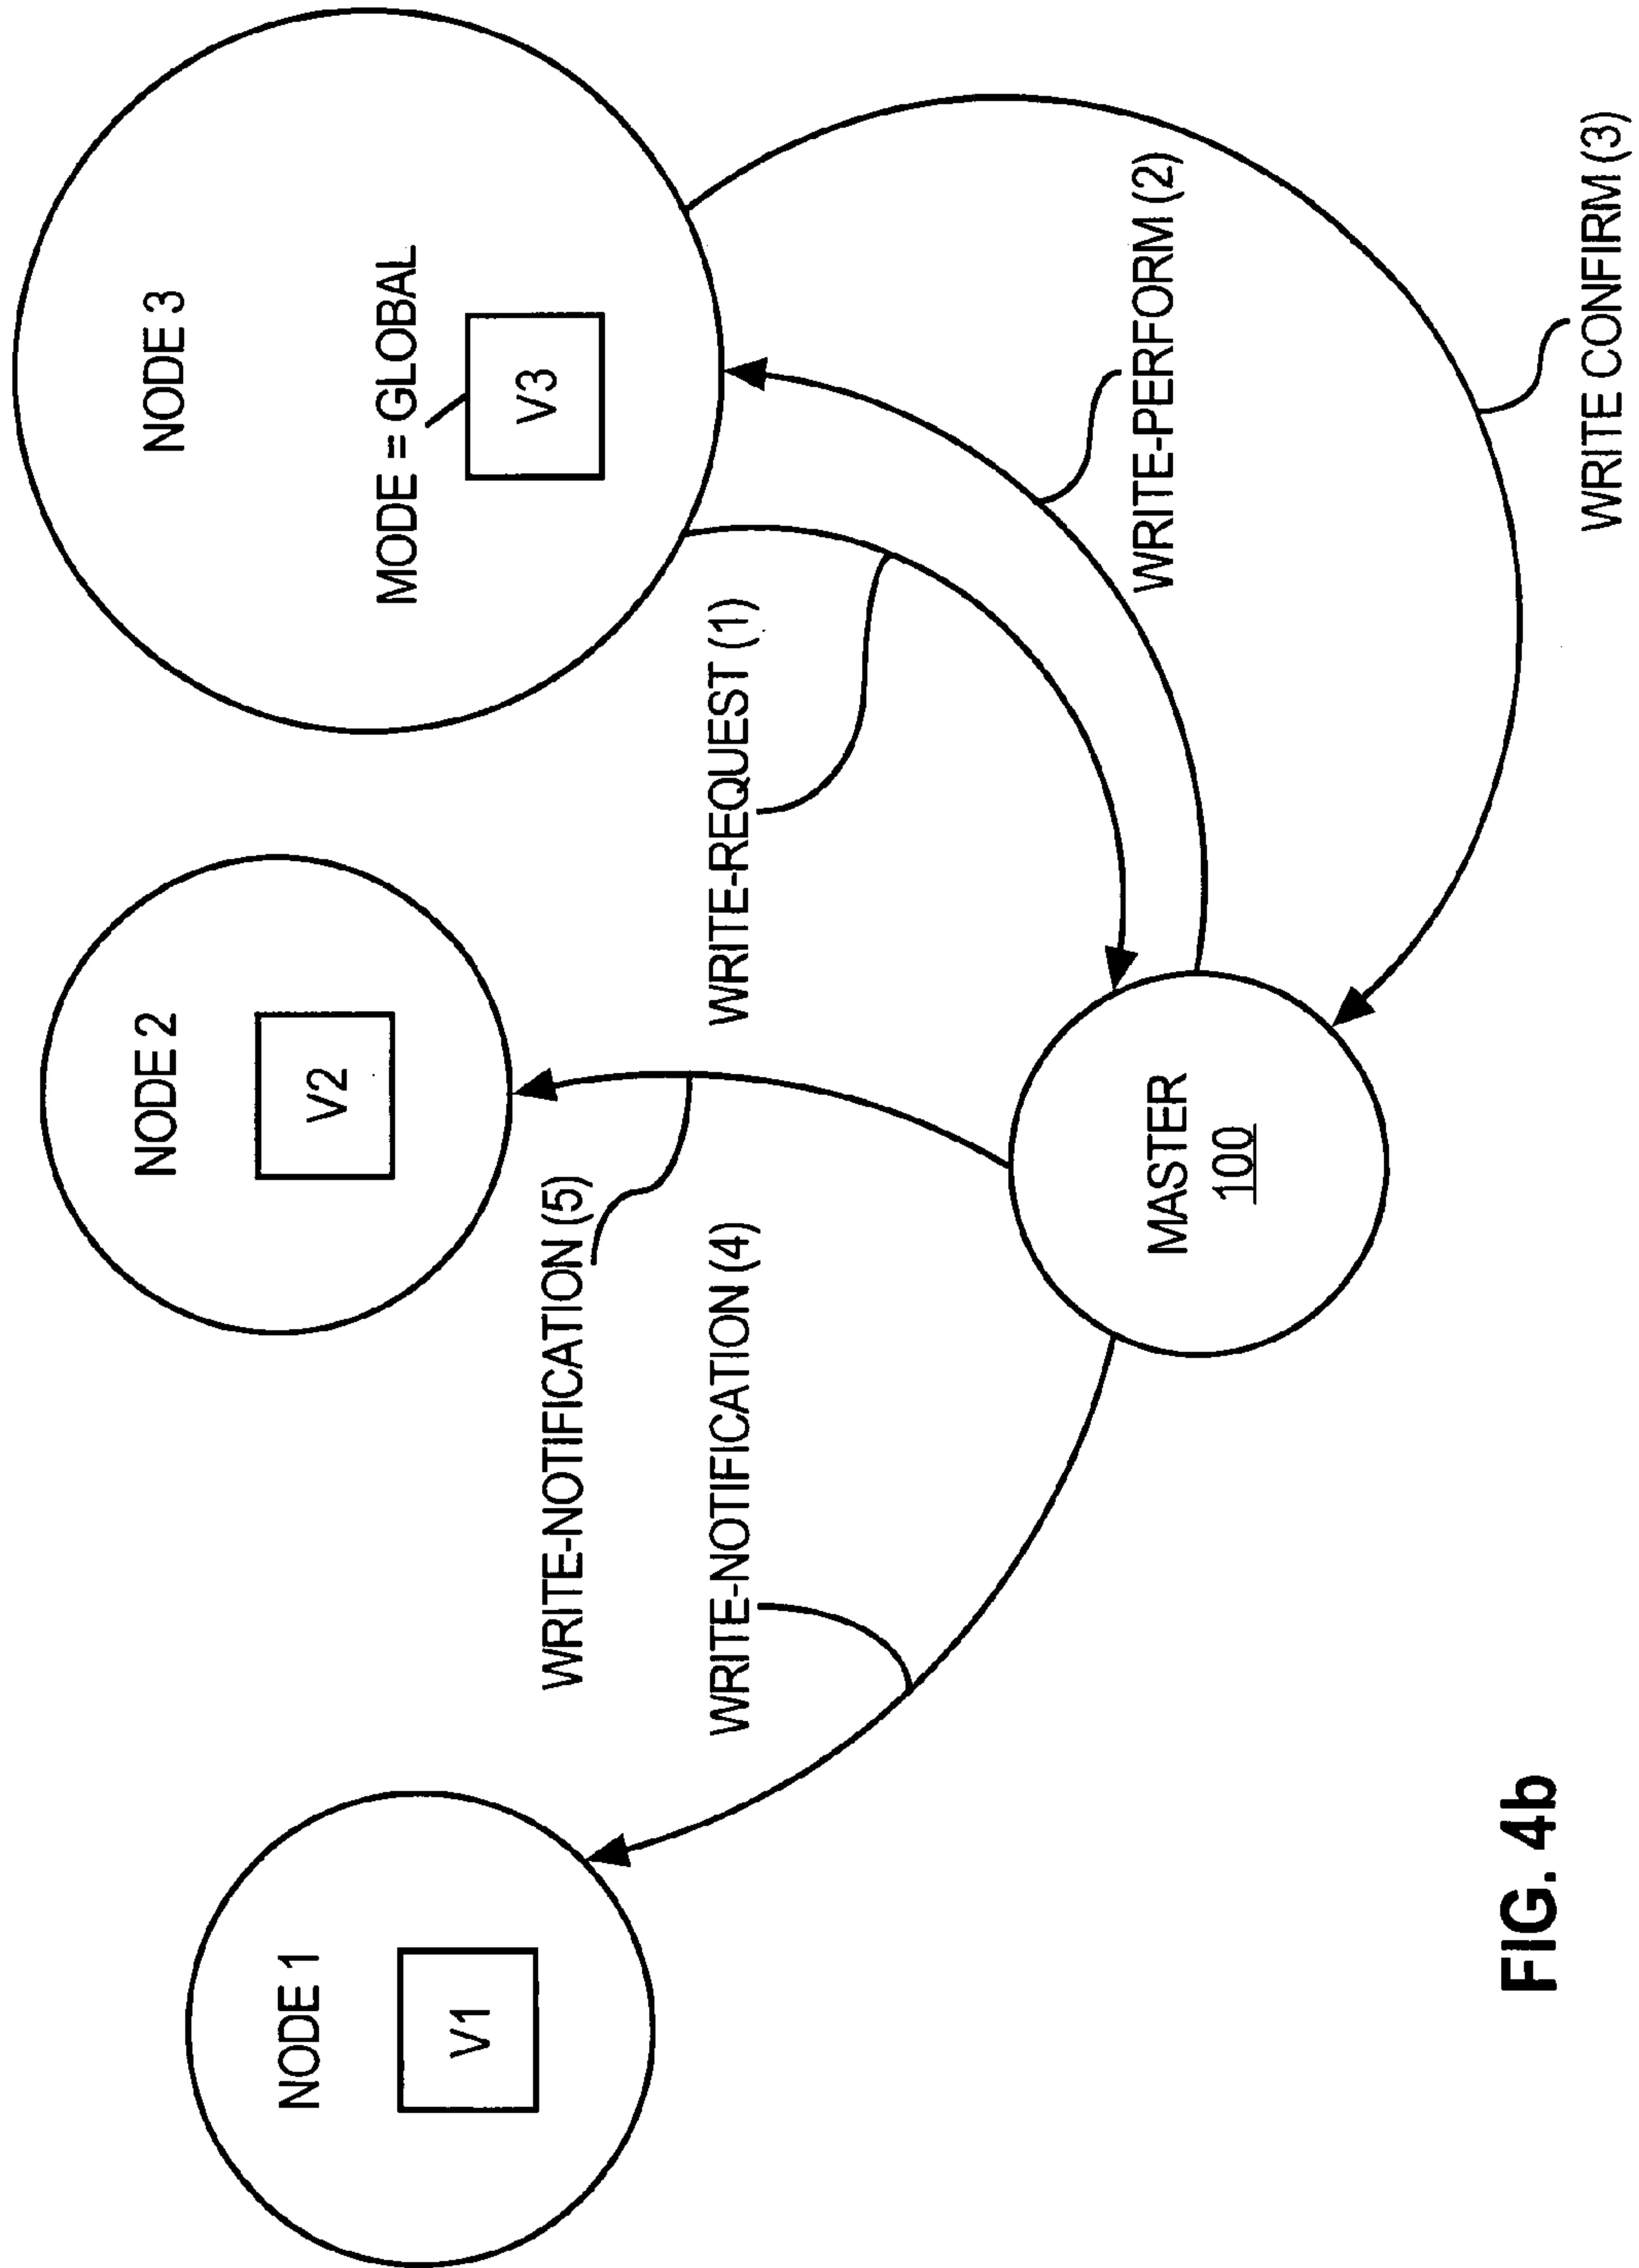 NODE 1
V1
NODE 2
V2
NODE 3
MODE = GLOBAL
V3
WRITE-NOTIFICATION (5)
WRITE-NOTIFICATION (4)
WRITE-REQUEST (1)
WRITE-PERFORM (2)
MASTER
100
WRITE CONFIRM (3)
FIG. 4b